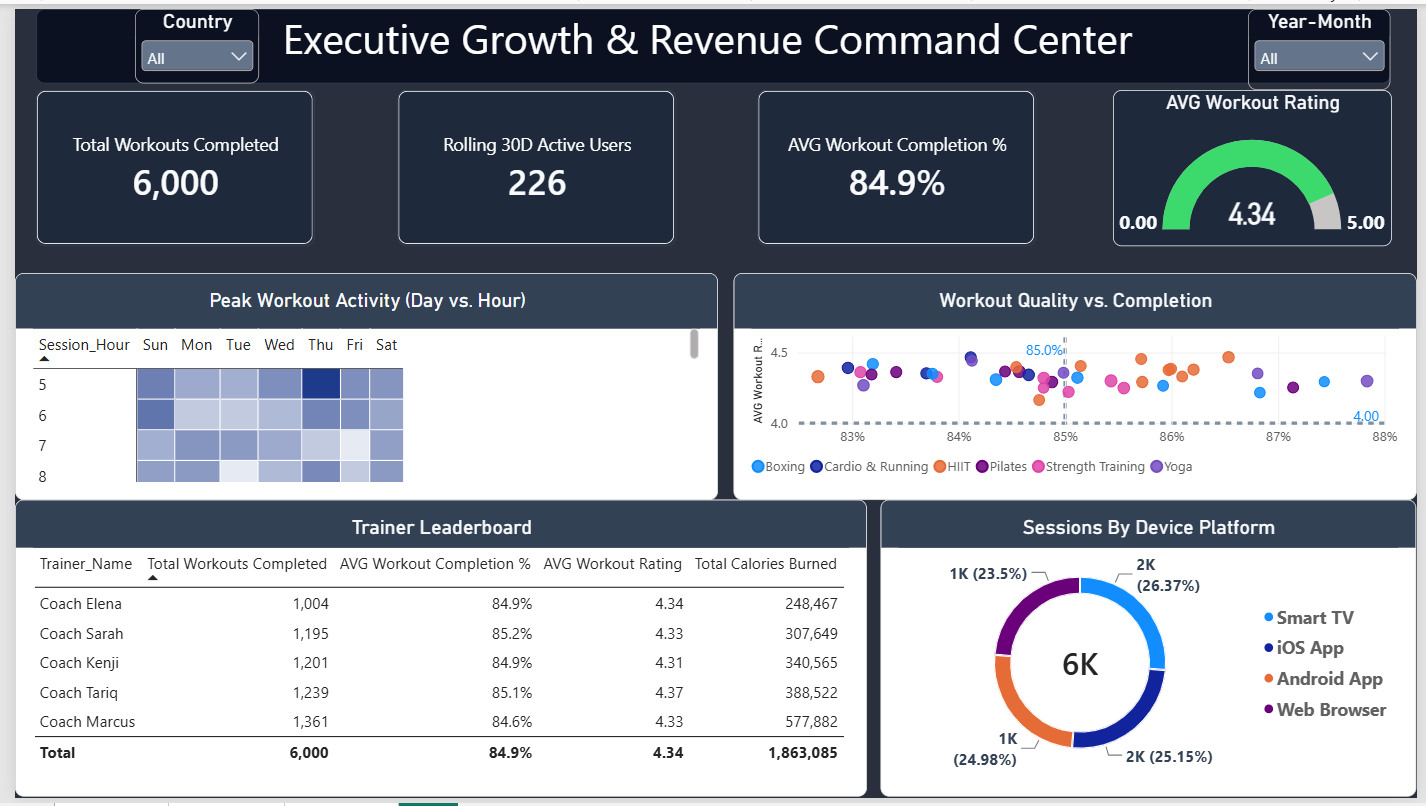 Country
All
Executive Growth & Revenue Command Center
Year-Month
All
Total Workouts Completed
6,000
Rolling 30D Active Users
226
AVG Workout Completion %
84.9%
AVG Workout Rating
4.34
0.00
5.00
Peak Workout Activity (Day vs. Hour)
Session_Hour Sun Mon Tue Wed Thu Fri Sat
5
6
7
8
Workout Quality vs. Completion
AVG Workout R...
4.5
4.0
85.0%
4.00
83% 84% 85% 86% 87% 88%
Boxing Cardio & Running HIIT Pilates Strength Training Yoga
Trainer Leaderboard
Trainer_Name Total Workouts Completed AVG Workout Completion % AVG Workout Rating Total Calories Burned
Coach Elena 1,004 84.9% 4.34 248,467
Coach Sarah 1,195 85.2% 4.33 307,649
Coach Kenji 1,201 84.9% 4.31 340,565
Coach Tariq 1,239 85.1% 4.37 388,522
Coach Marcus 1,361 84.6% 4.33 577,882
Total 6,000 84.9% 4.34 1,863,085
Sessions By Device Platform
1K (23.5%)
2K
(26.37%)
6K
1K
(24.98%)
2K (25.15%)
Smart TV
iOS App
Android App
Web Browser